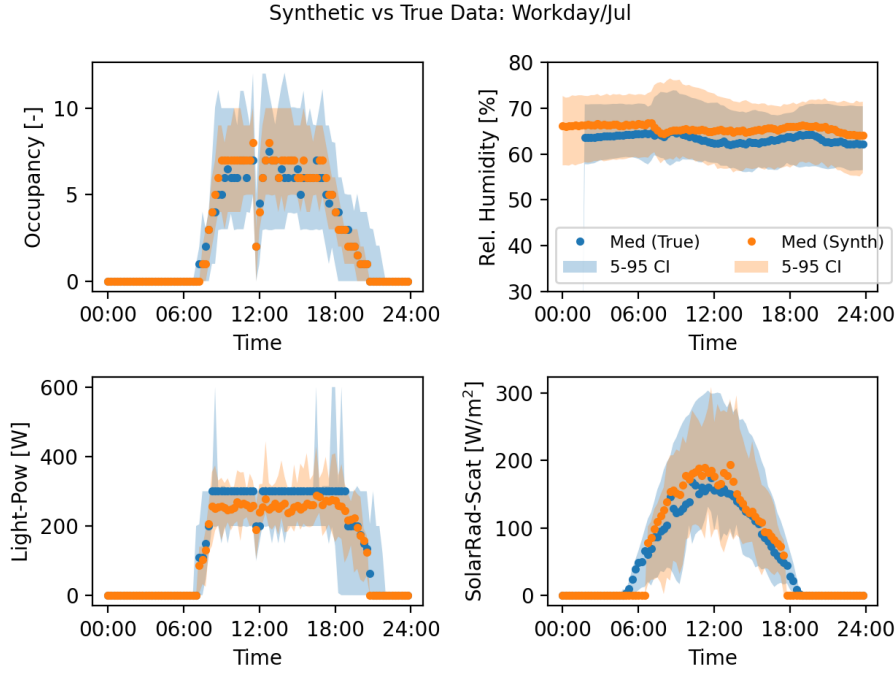 Synthetic vs True Data: Workday/Jul
Occupancy [-]
10
5
0
00:00 06:00 12:00 18:00 24:00
Time
Rel. Humidity [%]
80
70
60
50
40
30
Med (True) Med (Synth)
5-95 CI 5-95 CI
00:00 06:00 12:00 18:00 24:00
Time
Light-Pow [W]
600
400
200
0
00:00 06:00 12:00 18:00 24:00
Time
SolarRad-Scat [W/m²]
300
200
100
0
00:00 06:00 12:00 18:00 24:00
Time